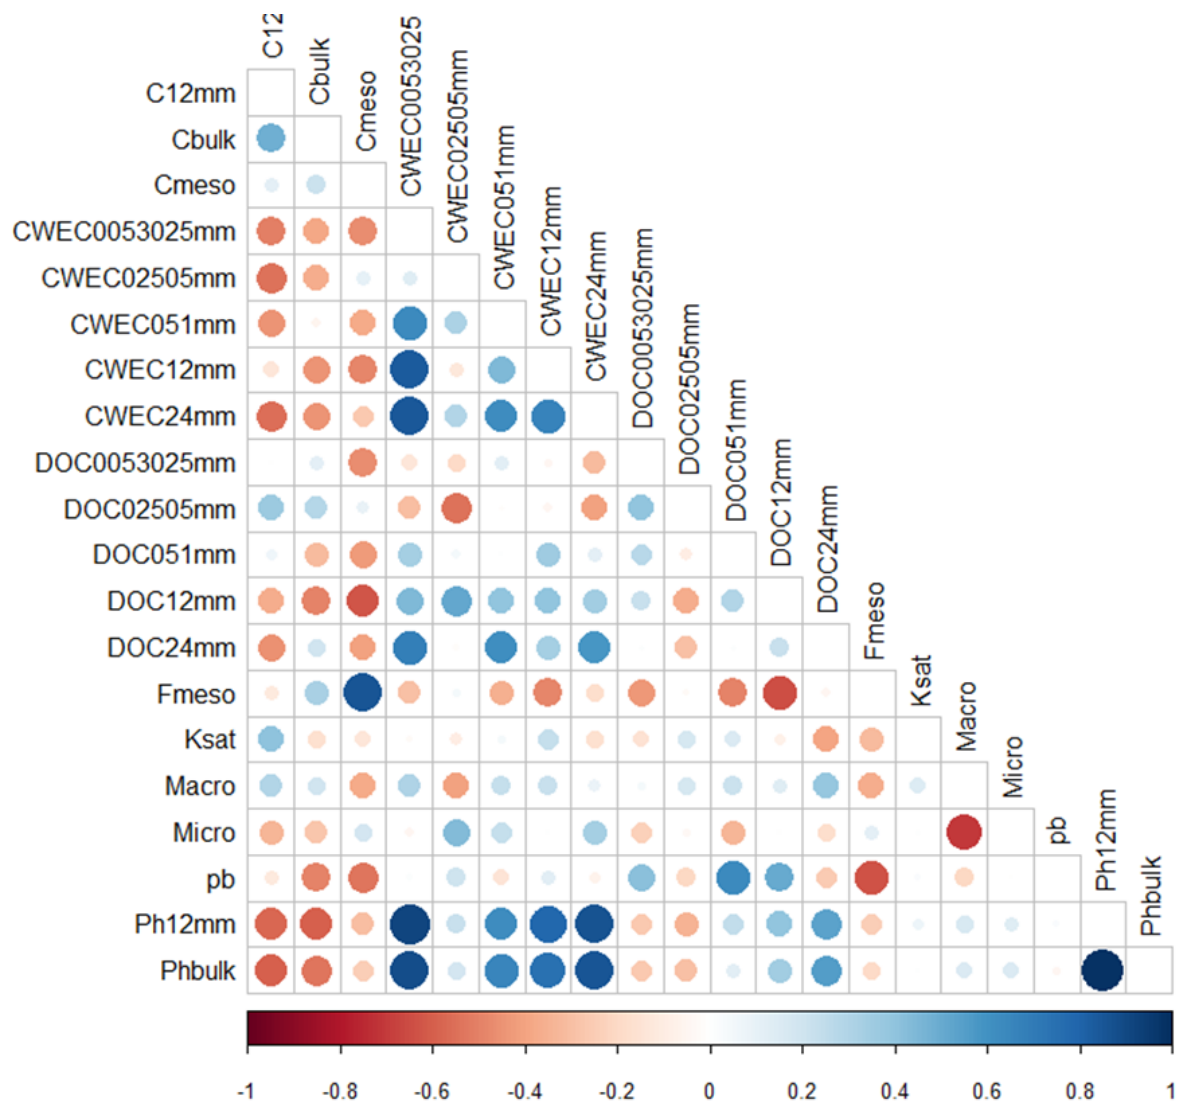 C12
Cbulk
Cmeso
CWEC0053025
CWEC02505mm
CWEC051mm
CWEC12mm
CWEC24mm
DOC0053025mm
DOC02505mm
DOC051mm
DOC12mm
DOC24mm
Fmeso
Ksat
Macro
Micro
pb
Ph12mm
Phbulk
C12mm
Cbulk
Cmeso
CWEC0053025mm
CWEC02505mm
CWEC051mm
CWEC12mm
CWEC24mm
DOC0053025mm
DOC02505mm
DOC051mm
DOC12mm
DOC24mm
Fmeso
Ksat
Macro
Micro
pb
Ph12mm
Phbulk
-1 -0.8 -0.6 -0.4 -0.2 0 0.2 0.4 0.6 0.8 1